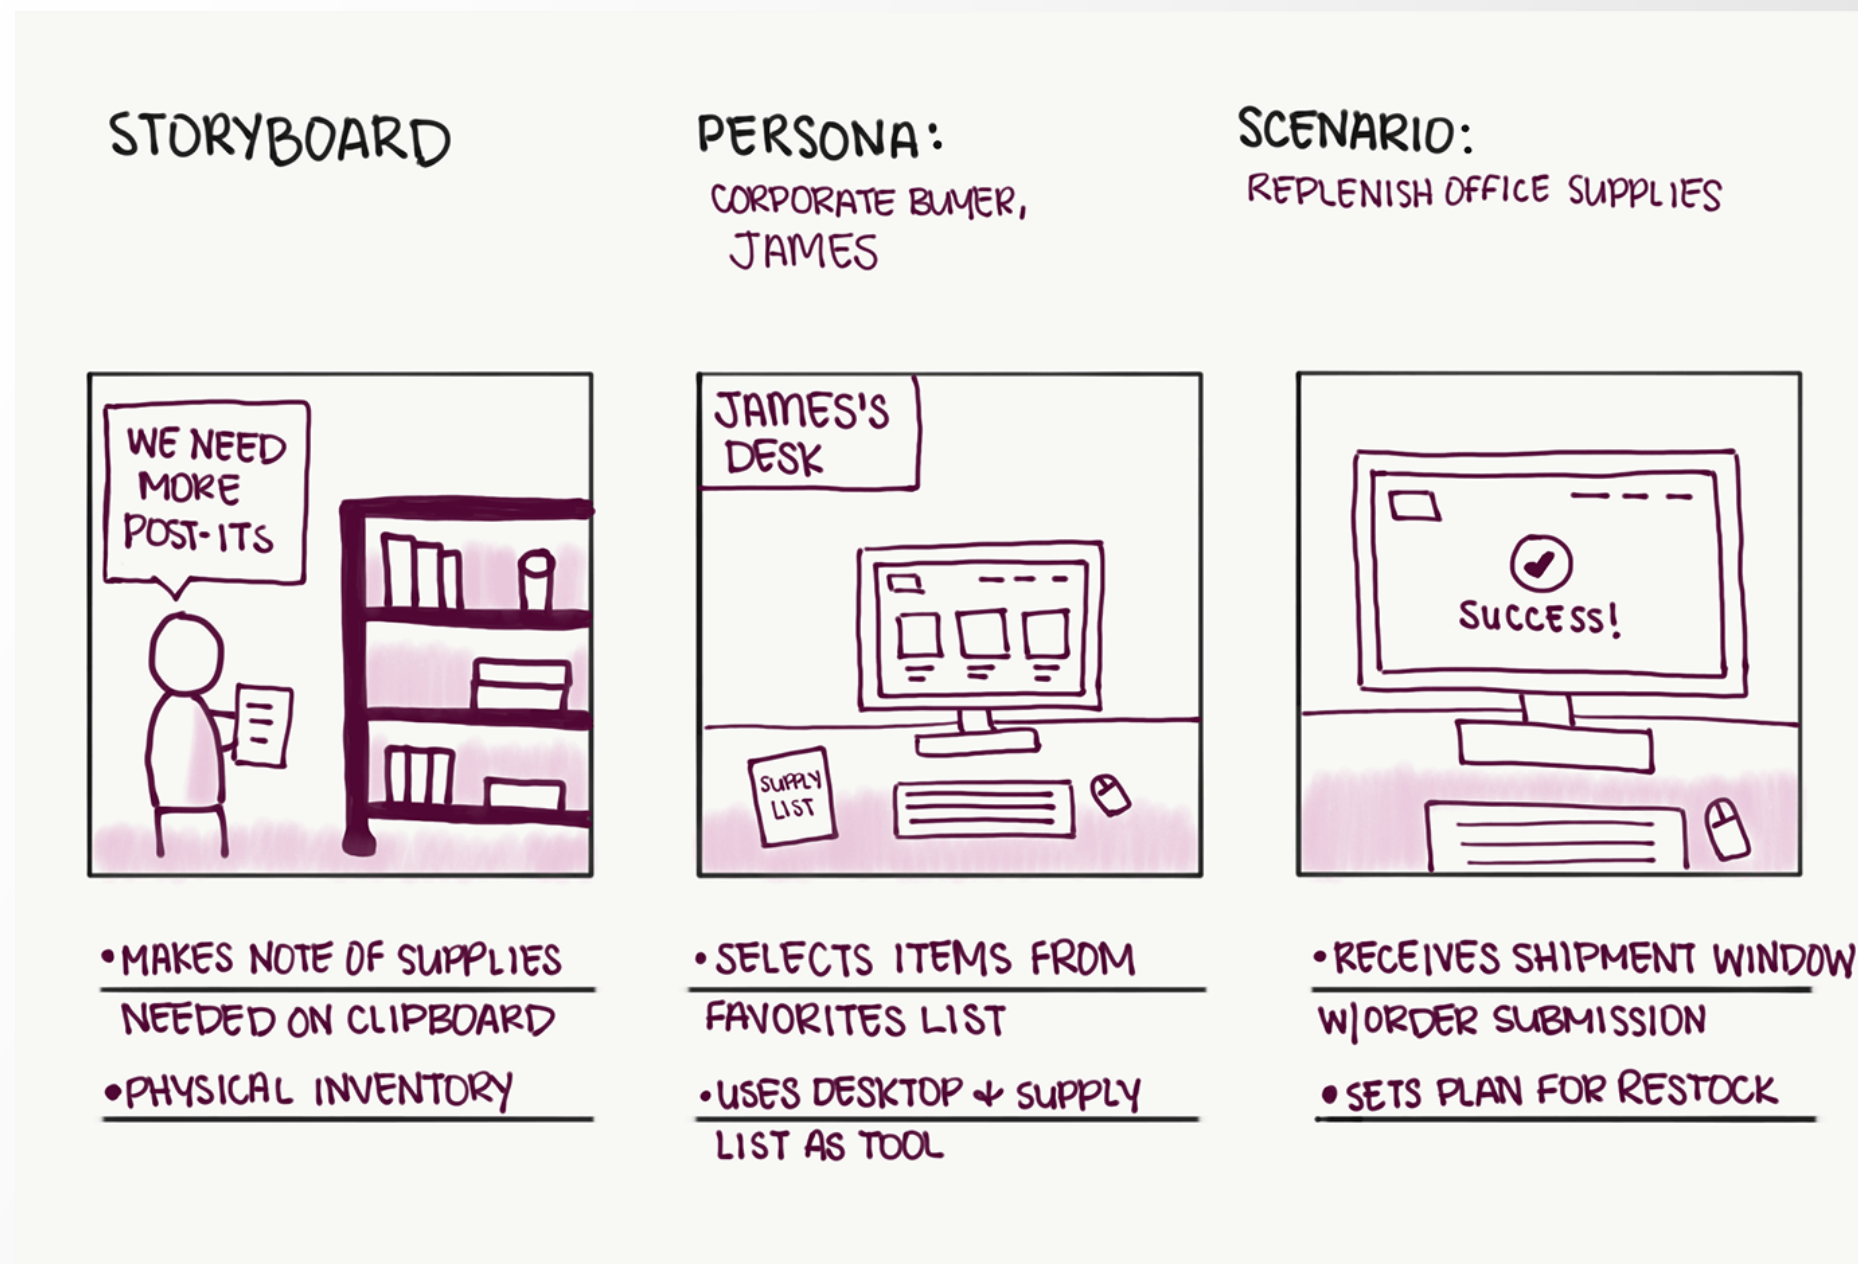 STORYBOARD
PERSONA:
CORPORATE BUYER,
JAMES
SCENARIO:
REPLENISH OFFICE SUPPLIES
WE NEED
MORE
POST-ITS
JAMES'S
DESK
SUPPLY
LIST
SUCCESS!
• MAKES NOTE OF SUPPLIES
NEEDED ON CLIPBOARD
• PHYSICAL INVENTORY
• SELECTS ITEMS FROM
FAVORITES LIST
• USES DESKTOP + SUPPLY
LIST AS TOOL
• RECEIVES SHIPMENT WINDOW
W/ORDER SUBMISSION
• SETS PLAN FOR RESTOCK